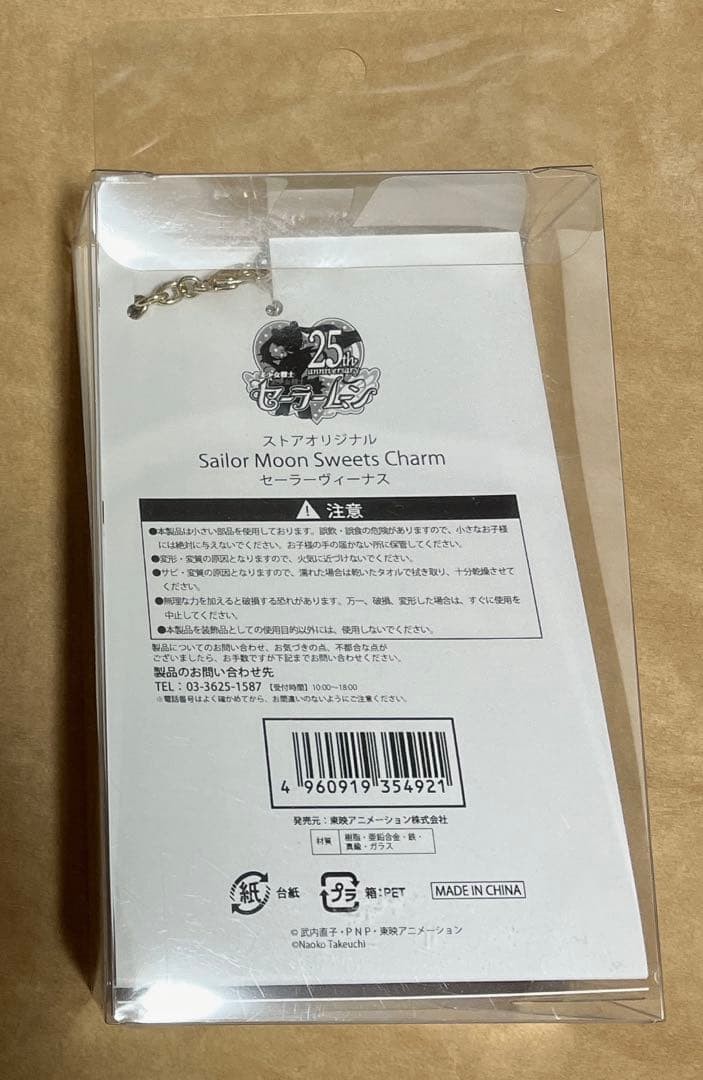 25th
anniversary
美少女戦士
セーラームーン
ストアオリジナル
Sailor Moon Sweets Charm
セーラーヴィーナス
注意
●本製品は小さい部品を使用しております。誤飲・誤食の危険がありますので、小さなお子様
には絶対に与えないでください。お子様の手の届かない所に保管してください。
●変形・変質の原因となりますので、火気に近づけないでください。
●サビ・変質の原因となりますので、濡れた場合は乾いたタオルで拭き取り、十分乾燥させて
ください。
●無理な力を加えると破損する恐れがあります。万一、破損、変形した場合は、すぐに使用を
中止してください。
●本製品を装飾品としての使用目的以外には、使用しないでください。
製品についてのお問い合わせ、お気づきの点、不都合な点が
ございましたら、お手数ですが下記までお問い合わせください。
製品のお問い合わせ先
TEL：03-3625-1587 【受付時間】10:00～18:00
※電話番号はよく確かめてから、お間違いのないようにご注意ください。
4 960919 354921
発売元：東映アニメーション株式会社
材質 樹脂・亜鉛合金・鉄・
真鍮・ガラス
紙 台紙 プラ 箱:PET MADE IN CHINA
© 武内直子・PNP・東映アニメーション
©Naoko Takeuchi